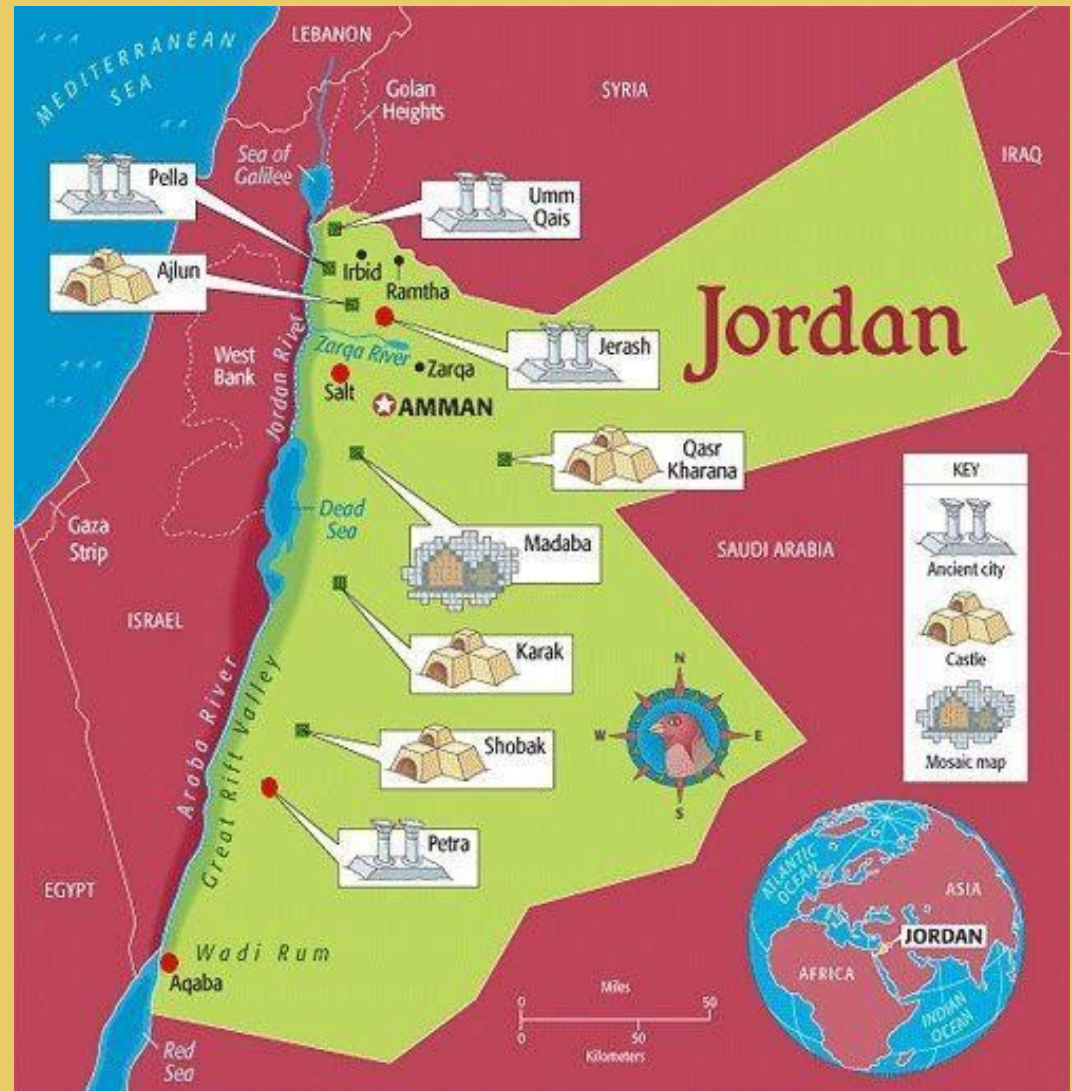 MEDITERRANEAN
SEA
LEBANON
Golan
Heights
SYRIA
IRAQ
Sea of
Galilee
Pella
Umm
Qais
Ajlun
Irbid
Ramtha
Jordan
Jerash
Zarqa River
West
Bank
Jordan River
Zarqa
Salt
AMMAN
Qasr
Kharana
KEY
Ancient city
Castle
Mosaic map
Gaza
Strip
Dead
Sea
Madaba
SAUDI ARABIA
ISRAEL
Karak
N
W
E
S
Araba River
Great Rift Valley
Shobak
Petra
EGYPT
Wadi Rum
Aqaba
Red
Sea
Miles
0
50
0
50
Kilometers
ATLANTIC
OCEAN
ASIA
JORDAN
AFRICA
INDIAN
OCEAN